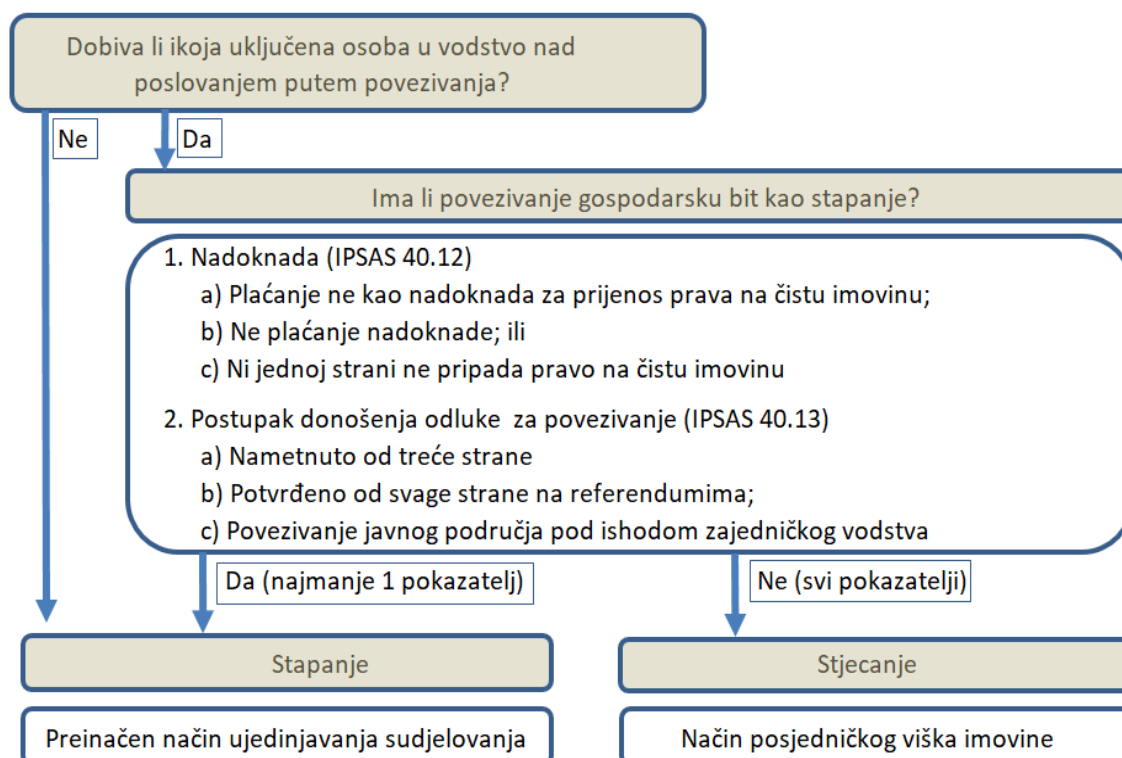 Dobiva li ikoja uključena osoba u vodstvo nad
poslovanjem putem povezivanja?
Ne
Da
Ima li povezivanje gospodarsku bit kao stapanje?
1. Nadoknada (IPSAS 40.12)
a) Plaćanje ne kao nadoknada za prijenos prava na čistu imovinu;
b) Ne plaćanje nadoknade; ili
c) Ni jednoj strani ne pripada pravo na čistu imovinu
2. Postupak donošenja odluke za povezivanje (IPSAS 40.13)
a) Nametnuto od treće strane
b) Potvrđeno od svage strane na referendumima;
c) Povezivanje javnog područja pod ishodom zajedničkog vodstva
Da (najmanje 1 pokazatelj)
Ne (svi pokazatelji)
Stapanje
Stjecanje
Preinačen način ujedinjavanja sudjelovanja
Način posjedničkog viška imovine